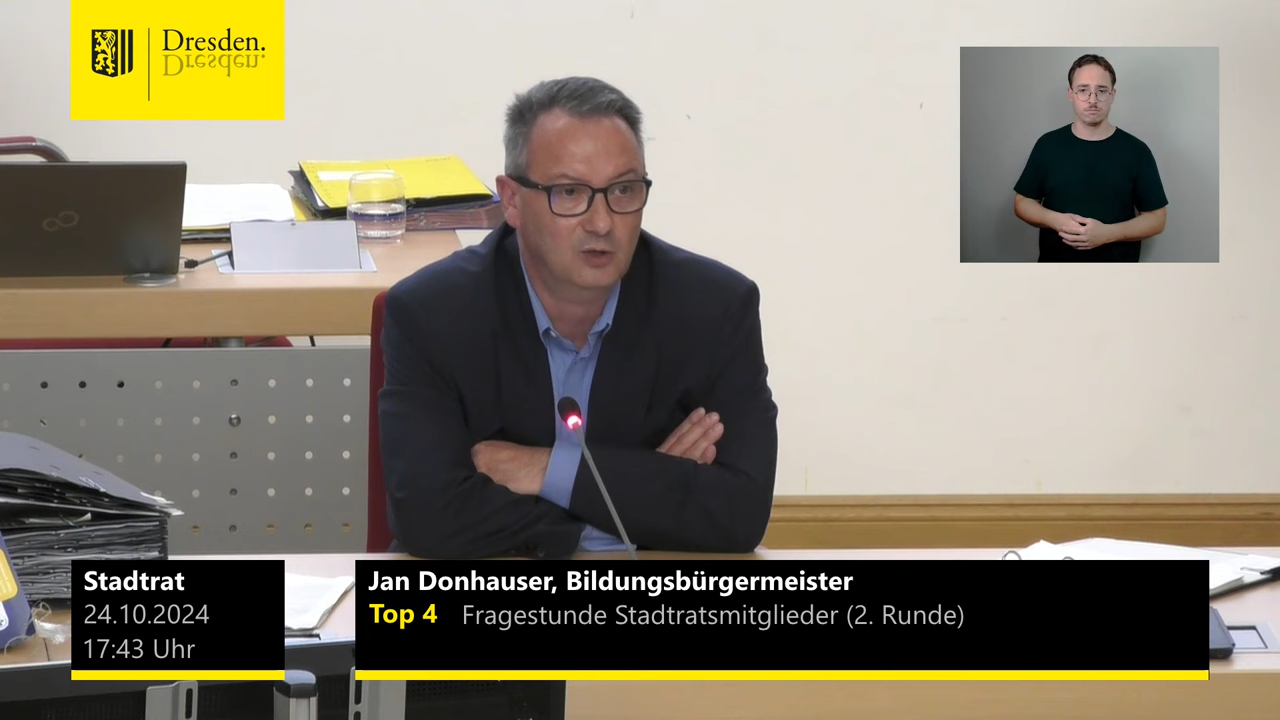 Dresden.
Dresden.
Stadtrat
24.10.2024
17:43 Uhr
Jan Donhauser, Bildungsbürgermeister
Top 4 Fragestunde Stadtratsmitglieder (2. Runde)